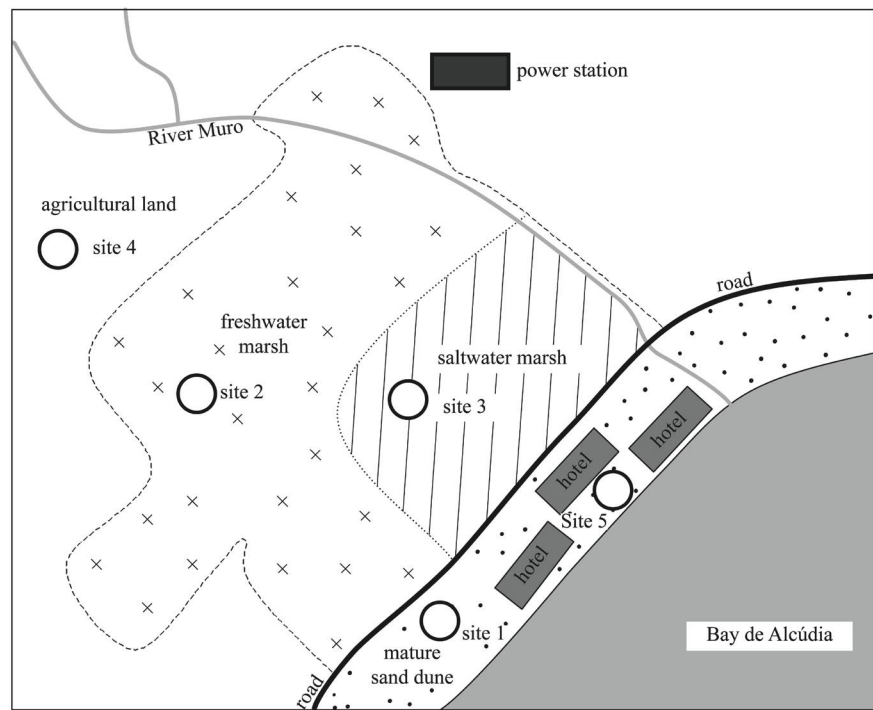 power station
River Muro
agricultural land
site 4
road
freshwater
marsh
saltwater marsh
site 2
site 3
hotel
hotel
Site 5
hotel
site 1
Bay de Alcúdia
mature
sand dune
road